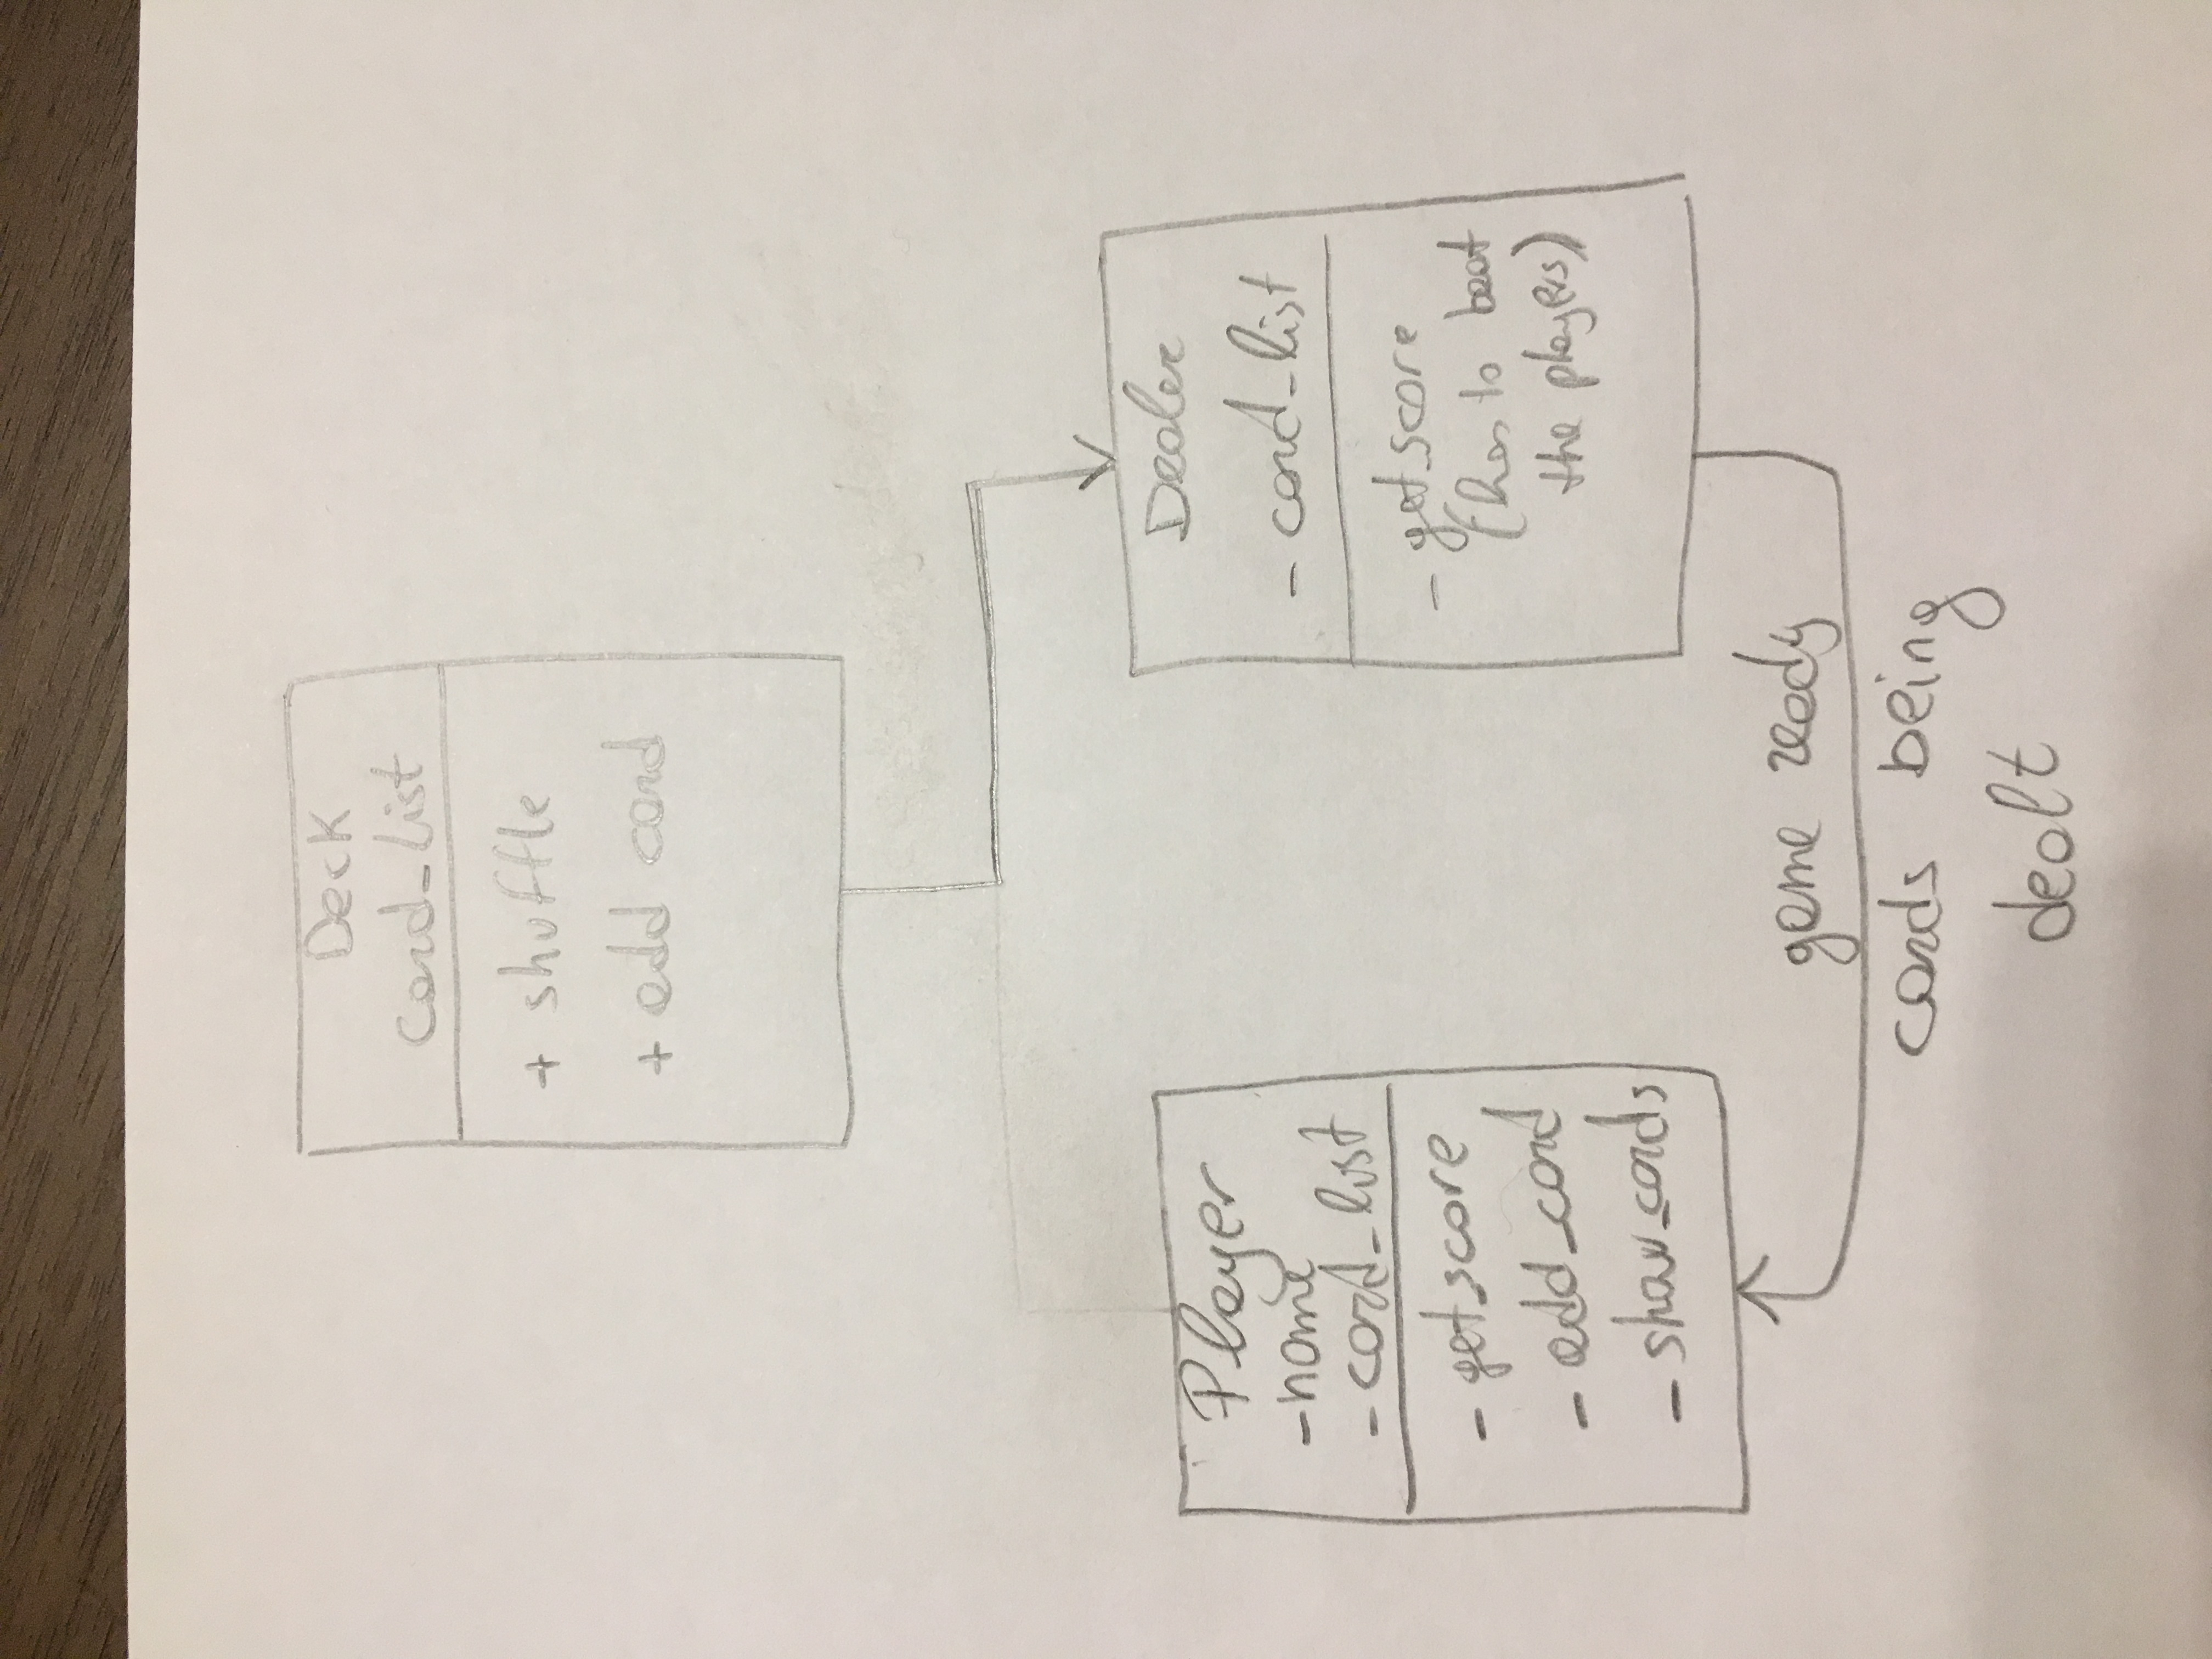 Deck
card_list
+ shuffle
+ add card
Player
-name
- card_list
- get_score
- add_card
- show_cards
Dealer
- card_list
- get_score
(has to beat
the players)
game ready
cards being
dealt